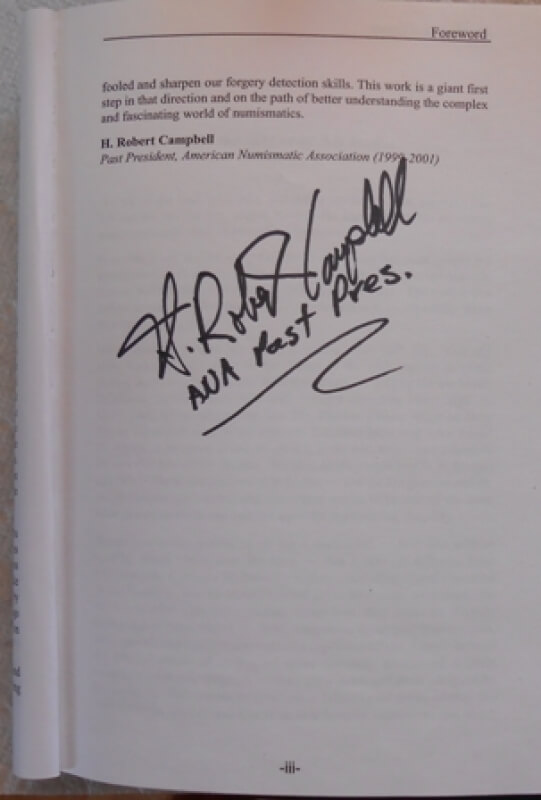 Foreword
fooled and sharpen our forgery detection skills. This work is a giant first
step in that direction and on the path of better understanding the complex
and fascinating world of numismatics.
H. Robert Campbell
Past President, American Numismatic Association (1999-2001)
H. Robert Campbell
ANA Past Pres.
-iii-